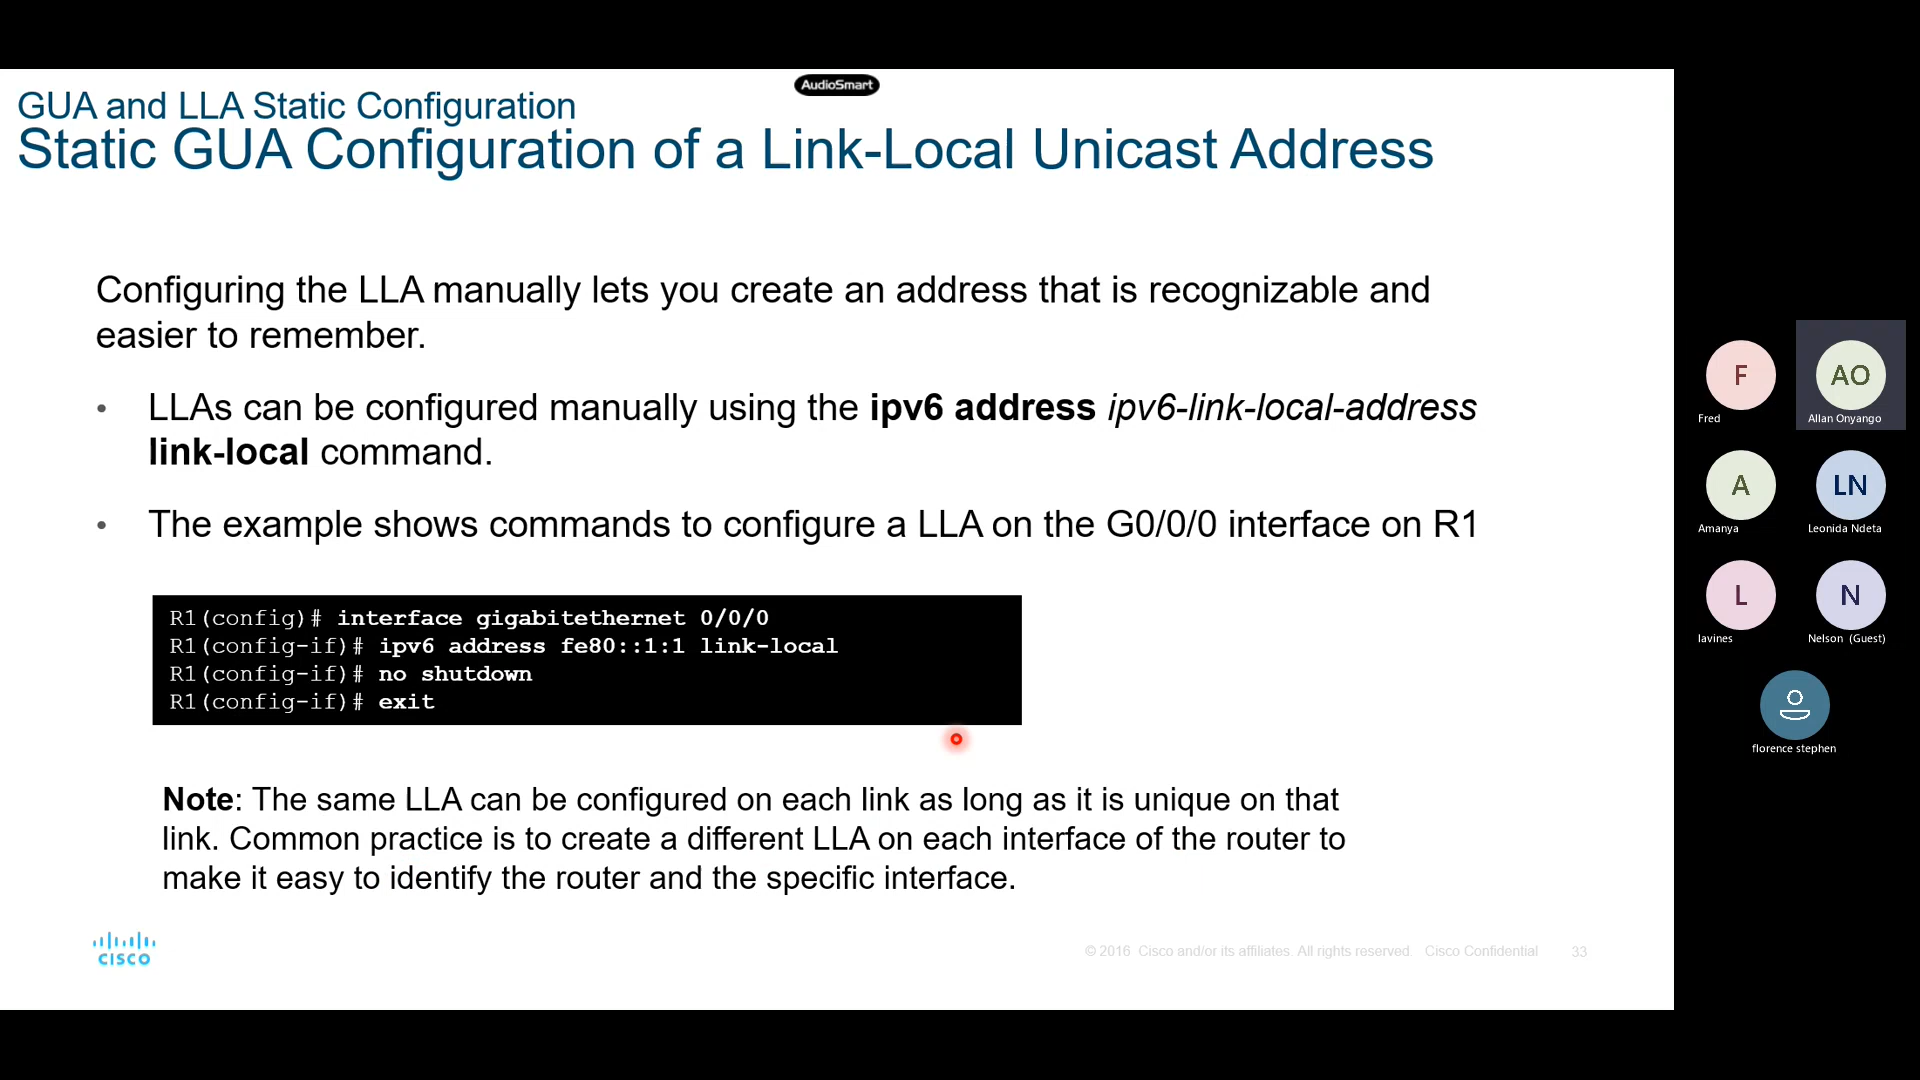 AudioSmart
GUA and LLA Static Configuration
Static GUA Configuration of a Link-Local Unicast Address
Configuring the LLA manually lets you create an address that is recognizable and
easier to remember.
• LLAs can be configured manually using the ipv6 address ipv6-link-local-address
link-local command.
• The example shows commands to configure a LLA on the G0/0/0 interface on R1
R1(config)# interface gigabitethernet 0/0/0
R1(config-if)# ipv6 address fe80::1:1 link-local
R1(config-if)# no shutdown
R1(config-if)# exit
Note: The same LLA can be configured on each link as long as it is unique on that
link. Common practice is to create a different LLA on each interface of the router to
make it easy to identify the router and the specific interface.
CISCO
© 2016 Cisco and/or its affiliates. All rights reserved. Cisco Confidential 33
F
Fred
AO
Allan Onyango
A
Amanya
LN
Leonida Ndeta
L
lavines
N
Nelson (Guest)
florence stephen